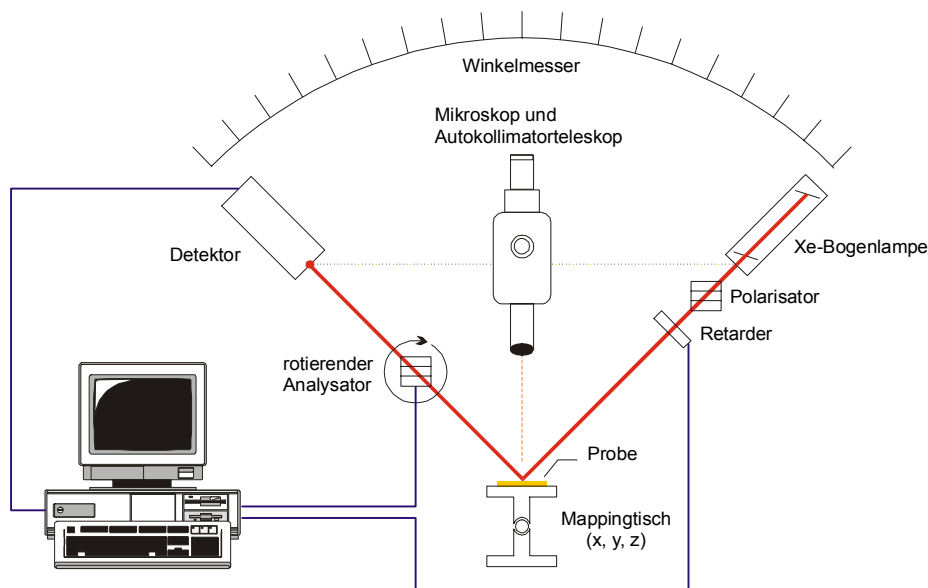 Winkelmesser
Mikroskop und
Autokollimatorteleskop
Detektor
Xe-Bogenlampe
Polarisator
Retarder
rotierender
Analysator
Probe
Mappingtisch
(x, y, z)